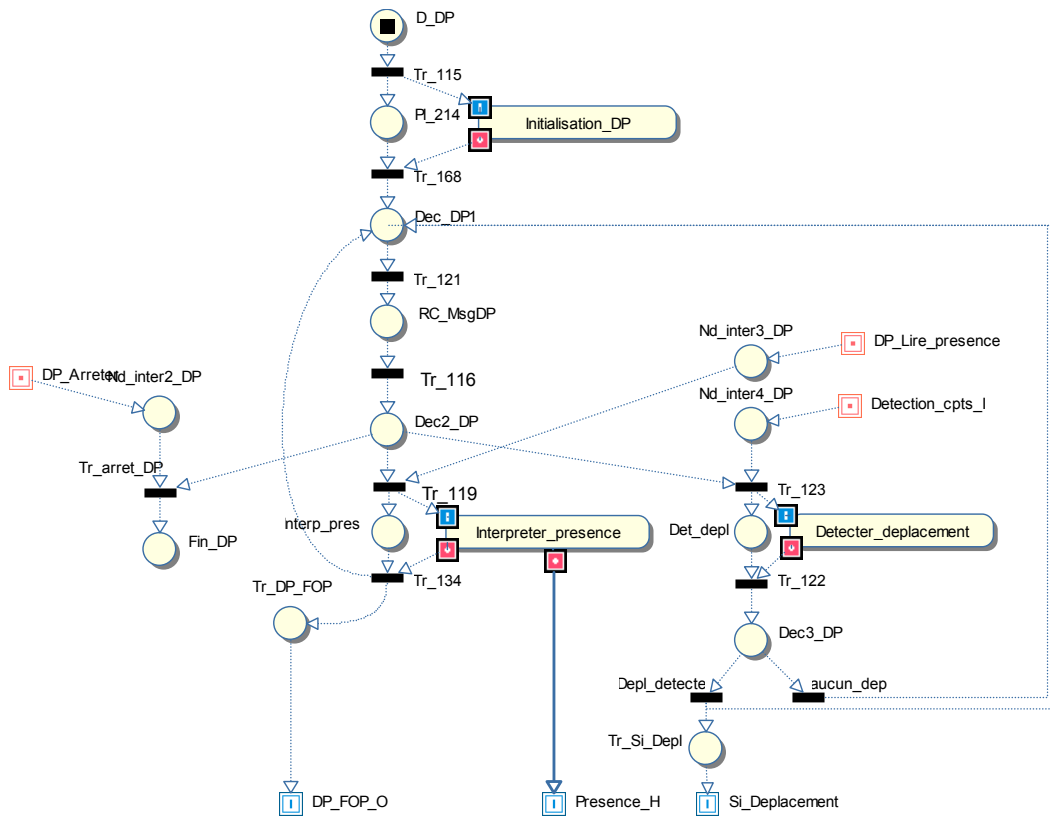 D_DP
Tr_115
Pl_214
Initialisation_DP
Tr_168
Dec_DP1
Tr_121
RC_MsgDP
Nd_inter3_DP
DP_Lire_presence
DP_Arreter
Nd_inter2_DP
Tr_116
Nd_inter4_DP
Detection_cpts_I
Dec2_DP
Tr_arret_DP
Tr_119
Tr_123
Fin_DP
nterp_pres
Interpreter_presence
Det_depl
Detecter_deplacement
Tr_DP_FOP
Tr_134
Tr_122
Dec3_DP
Depl_detecte
aucun_dep
Tr_Si_Depl
DP_FOP_O
Presence_H
Si_Deplacement